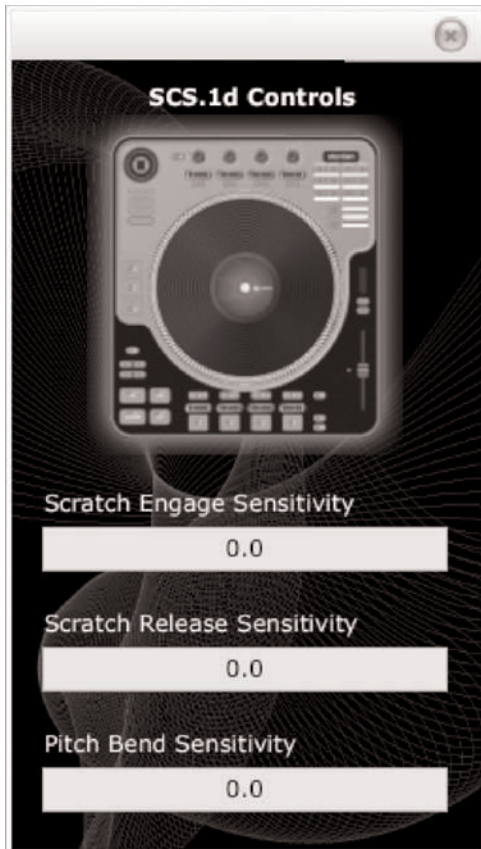 SCS.1d Controls
Scratch Engage Sensitivity
0.0
Scratch Release Sensitivity
0.0
Pitch Bend Sensitivity
0.0